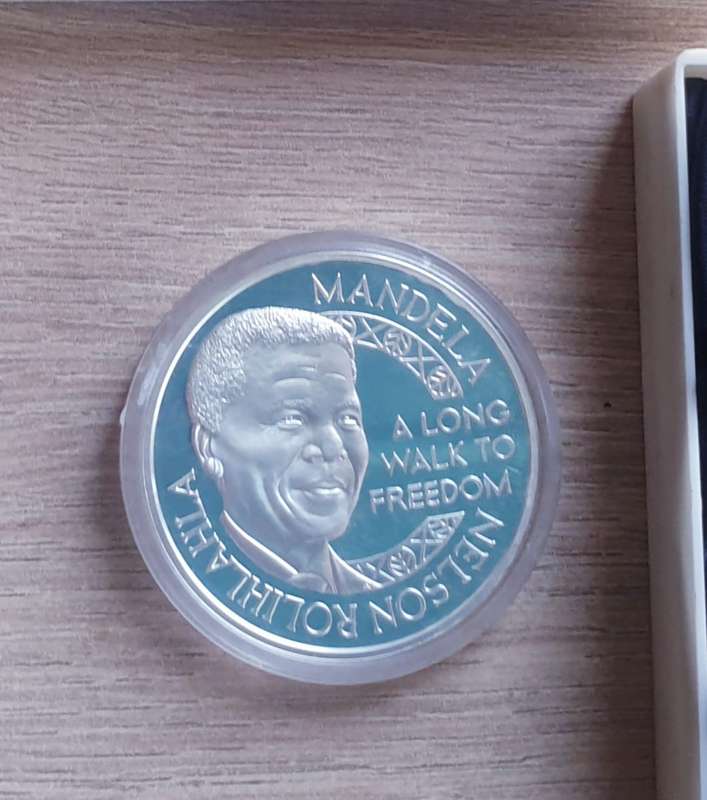 MANDELA
A LONG
WALK TO
FREEDOM
NELSON ROLIHLAHLA